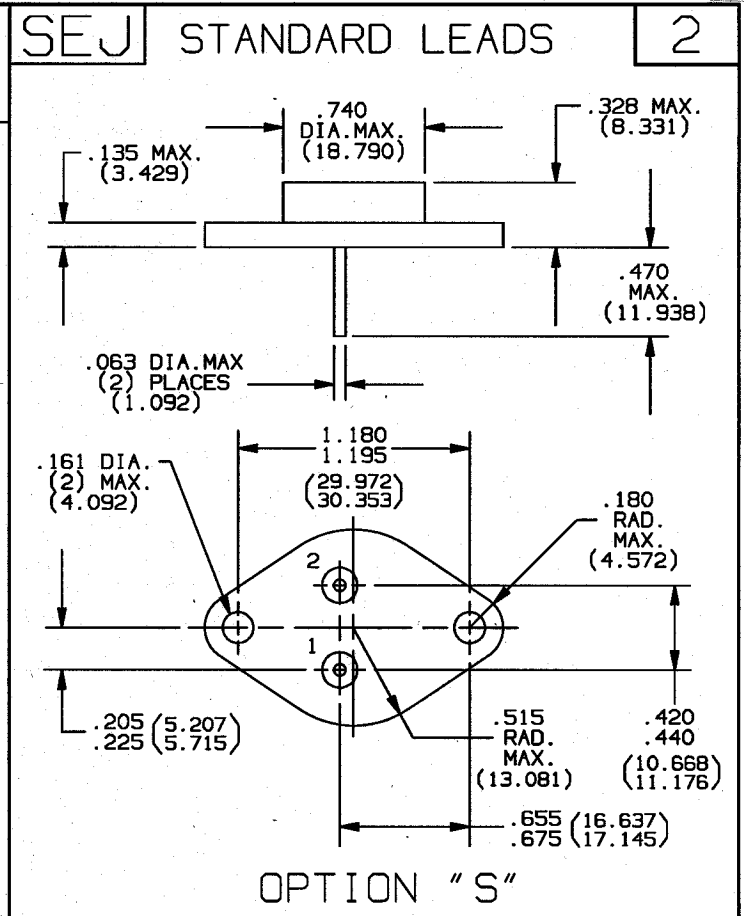 SEJ STANDARD LEADS 2
.740
DIA.MAX.
(18.790)
.328 MAX.
(8.331)
.135 MAX.
(3.429)
.470
MAX.
(11.938)
.063 DIA.MAX
(2) PLACES
(1.092)
1.180
1.195
(29.972
30.353)
.161 DIA.
(2) MAX.
(4.092)
.180
RAD.
MAX.
(4.572)
2
1
.205 (5.207
.225 5.715)
.515
RAD.
MAX.
(13.081)
.420
.440
(10.668
11.176)
.655 (16.637
.675 17.145)
OPTION "S"